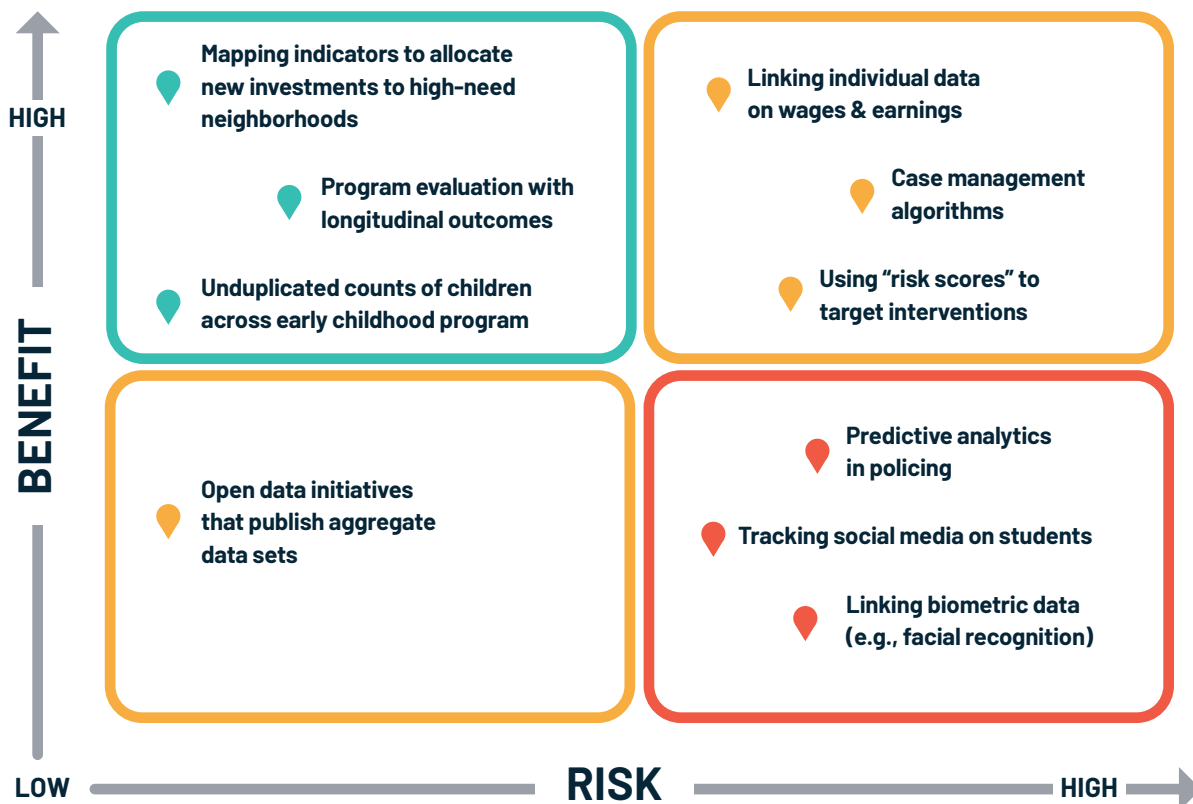 HIGH
BENEFIT
Mapping indicators to allocate
new investments to high-need
neighborhoods
Program evaluation with
longitudinal outcomes
Unduplicated counts of children
across early childhood program
Linking individual data
on wages & earnings
Case management
algorithms
Using “risk scores” to
target interventions
Open data initiatives
that publish aggregate
data sets
Predictive analytics
in policing
Tracking social media on students
Linking biometric data
(e.g., facial recognition)
LOW
RISK
HIGH